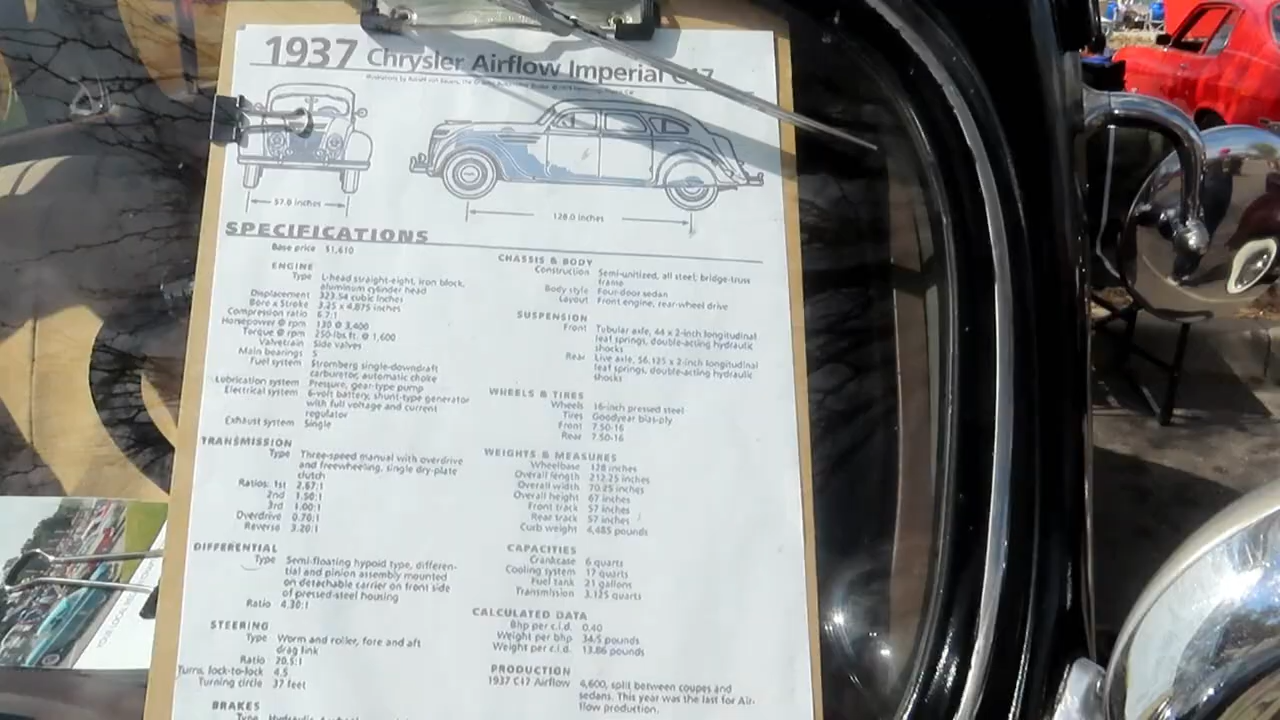 1937 Chrysler Airflow Imperial C17
57.0 inches
128.0 inches
SPECIFICATIONS
Base price $1,610
ENGINE
Type L-head straight-eight, iron block,
aluminum cylinder head
Displacement 323.54 cubic inches
Bore x Stroke 3.25 x 4.875 inches
Compression ratio 6.2:1
Horsepower @ rpm 130 @ 3,400
Torque @ rpm 250-lbs.ft. @ 1,600
Valvetrain Side valves
Main bearings 5
Fuel system Stromberg single-downdraft
carburetor, automatic choke
Lubrication system Pressure, gear-type pump
Electrical system 6-volt battery, shunt-type generator
with full voltage and current
regulator
Exhaust system Single
TRANSMISSION
Type Three-speed manual with overdrive
and freewheeling, single dry-plate
clutch
Ratios: 1st 2.67:1
2nd 1.50:1
3rd 1.00:1
Overdrive 0.70:1
Reverse 3.20:1
DIFFERENTIAL
Type Semi-floating hypoid type, differen-
tial and pinion assembly mounted
on detachable carrier on front side
of pressed-steel housing
Ratio 4.30:1
STEERING
Type Worm and roller, fore and aft
drag link
Ratio 20.5:1
Turns, lock-to-lock 4.5
Turning circle 37 feet
BRAKES
CHASSIS & BODY
Construction Semi-unitized, all steel; bridge-truss
frame
Body style Four-door sedan
Layout Front engine, rear-wheel drive
SUSPENSION
Front Tubular axle, 44 x 2-inch longitudinal
leaf springs, double-acting hydraulic
shocks
Rear Live axle, 56.125 x 2-inch longitudinal
leaf springs, double-acting hydraulic
shocks
WHEELS & TIRES
Wheels 16-inch pressed steel
Tires Goodyear bias-ply
Front 7.50-16
Rear 7.50-16
WEIGHTS & MEASURES
Wheelbase 128 inches
Overall length 212.25 inches
Overall width 70.25 inches
Overall height 67 inches
Front track 57 inches
Rear track 57 inches
Curb weight 4,485 pounds
CAPACITIES
Crankcase 6 quarts
Cooling system 17 quarts
Fuel tank 21 gallons
Transmission 3.125 quarts
CALCULATED DATA
Bhp per c.i.d. 0.40
Weight per bhp 34.5 pounds
Weight per c.i.d. 13.86 pounds
PRODUCTION
1937 C17 Airflow 4,600, split between coupes and
sedans. This year was the last for Air-
flow production.
YOUR LOCAL